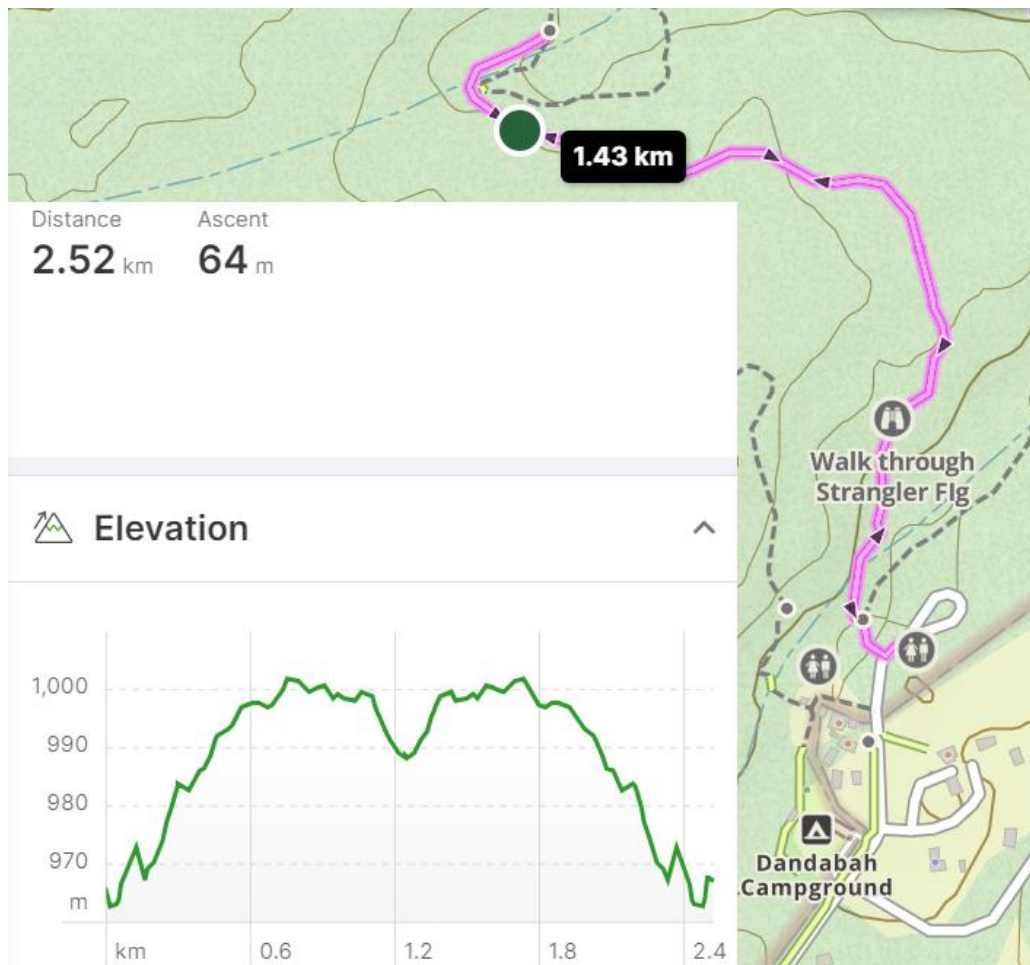 1.43 km
Distance
Ascent
2.52 km
64 m
Walk through
Strangler FIg
Elevation
1,000
990
980
970
m
km
0.6
1.2
1.8
2.4
Dandabah
Campground